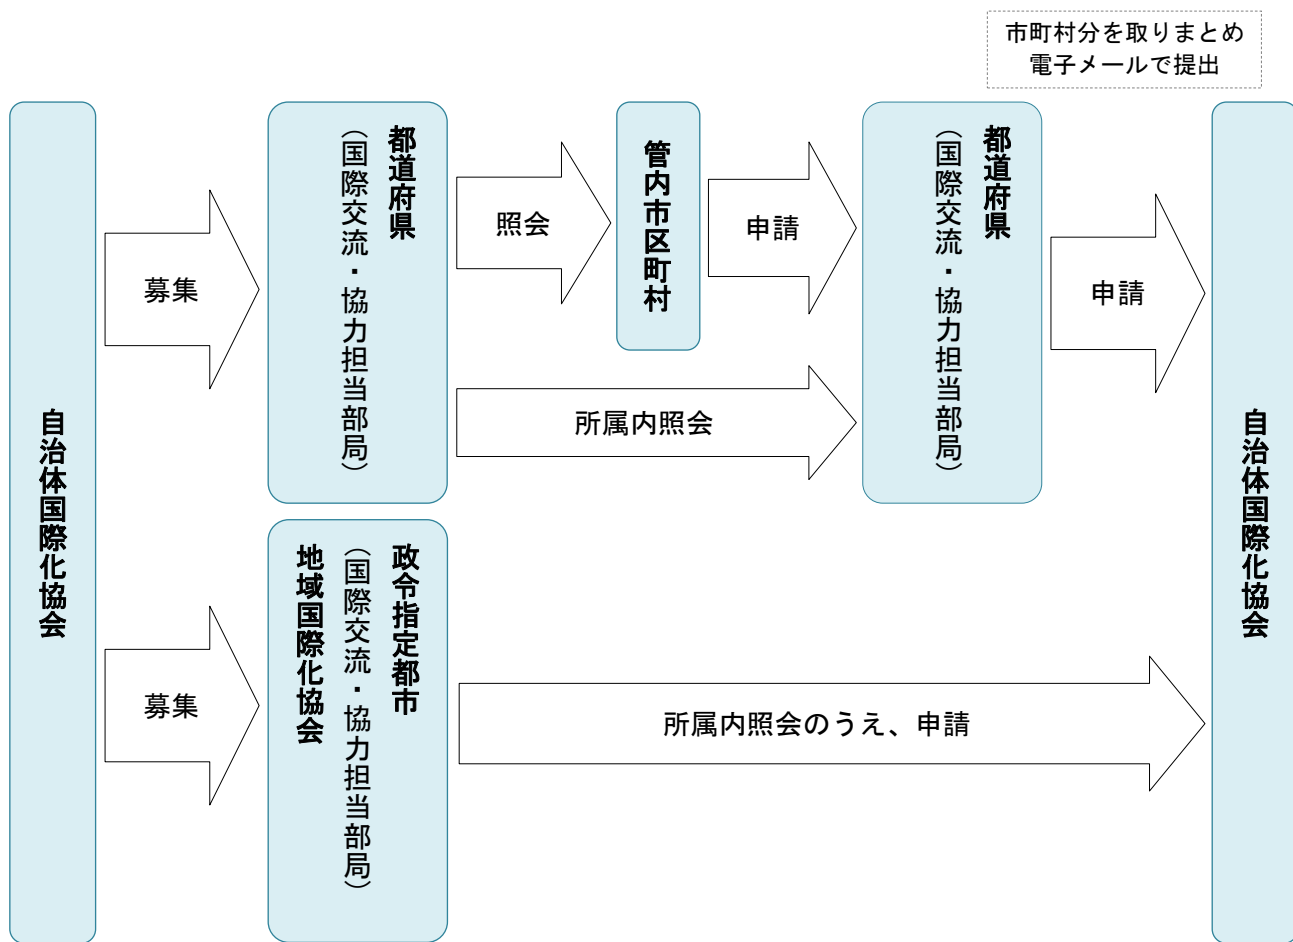 市町村分を取りまとめ
電子メールで提出
自治体国際化協会
募集
都道府県
（国際交流・協力担当部局）
照会
管内市区町村
申請
所属内照会
都道府県
（国際交流・協力担当部局）
申請
募集
政令指定都市
（国際交流・協力担当部局）
地域国際化協会
所属内照会のうえ、申請
自治体国際化協会